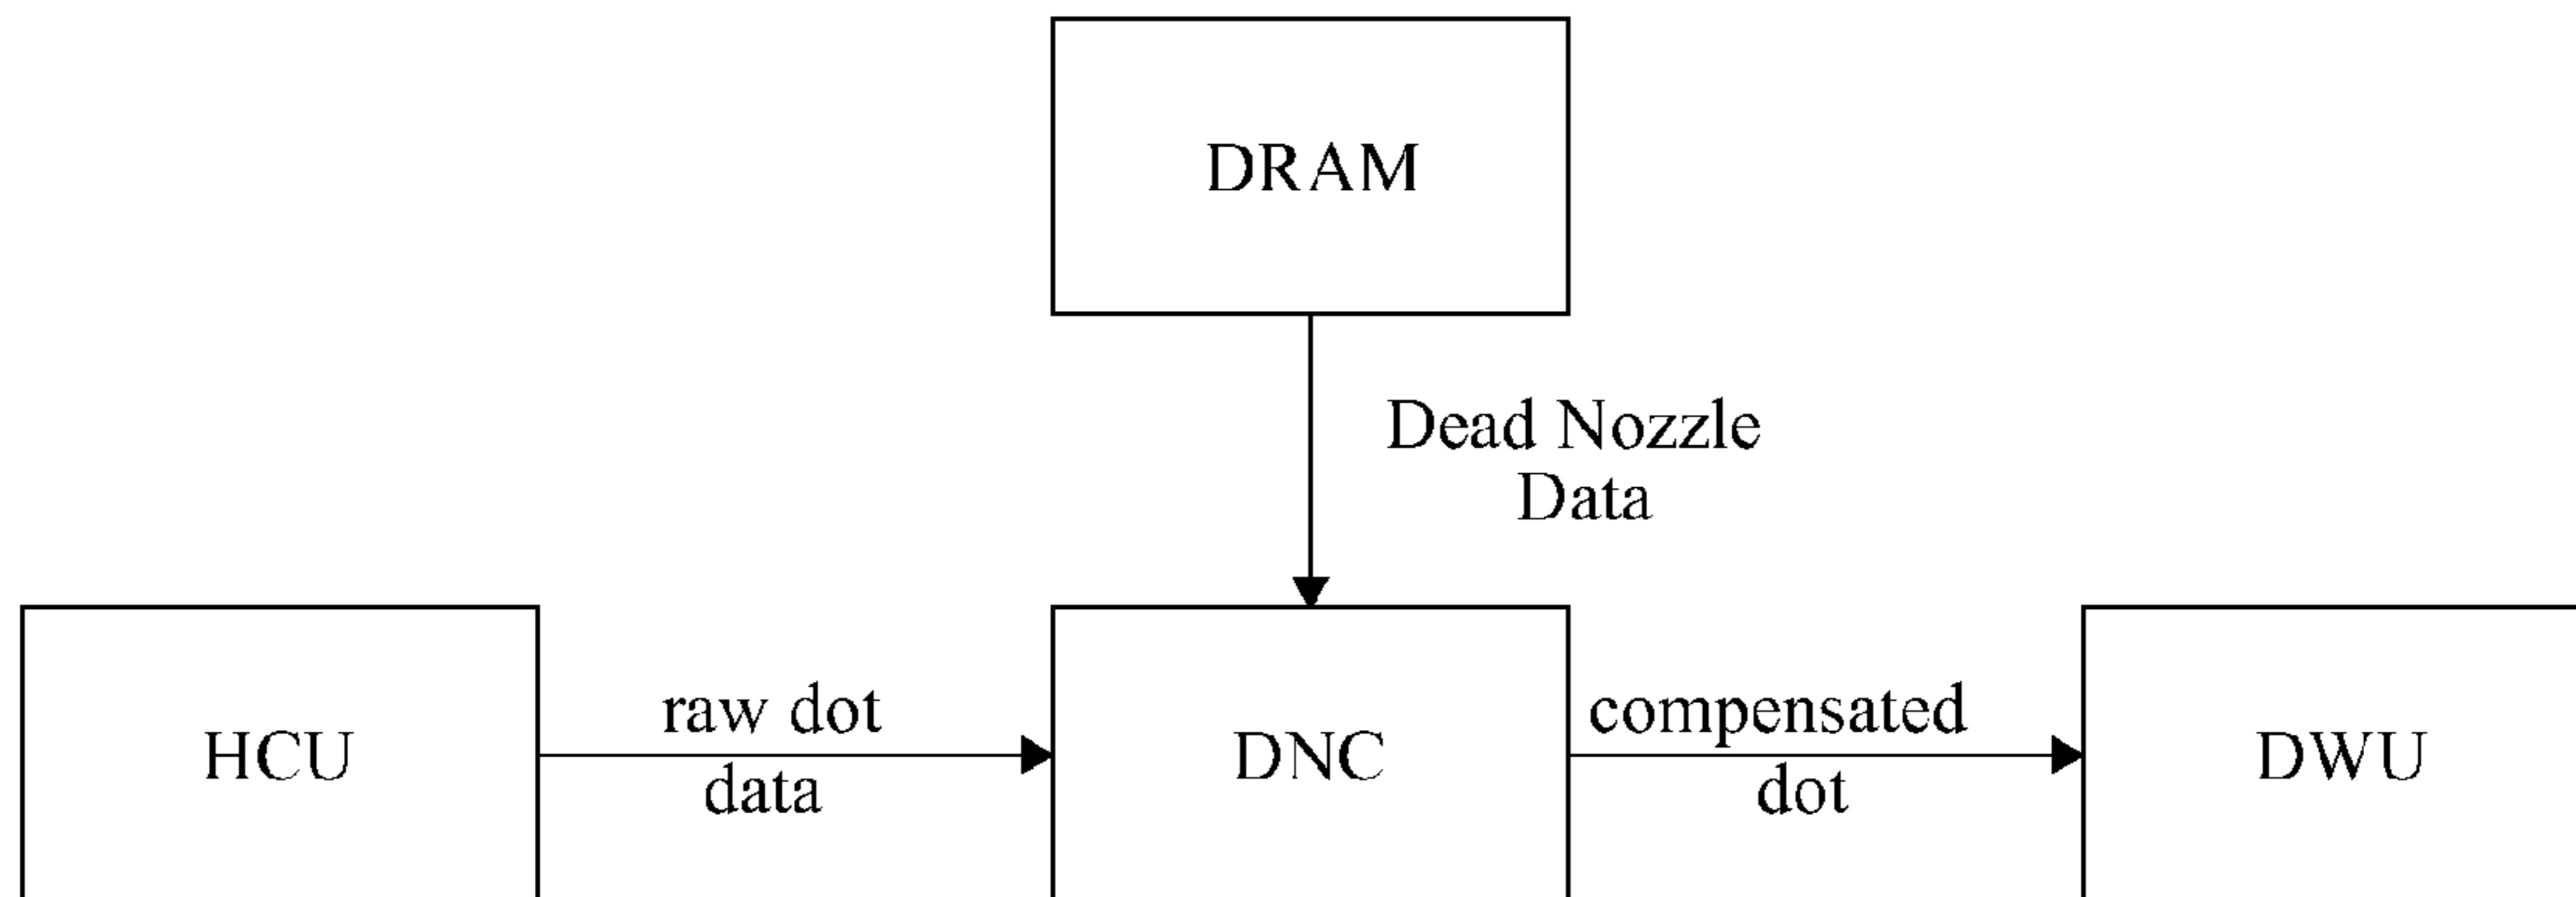 DRAM
Dead Nozzle
Data
HCU
raw dot
data
DNC
compensated
dot
DWU